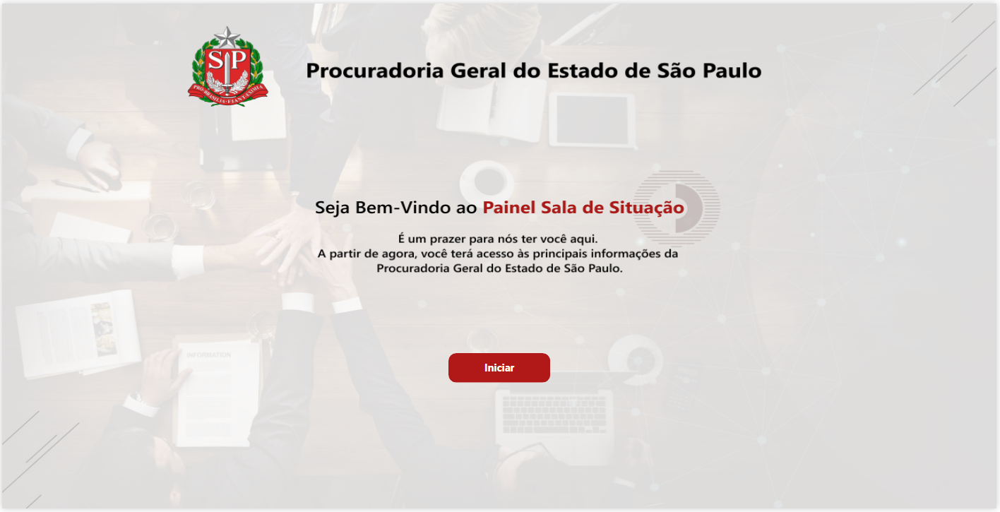 SP
PRO·BRASILIA·FIANT·EXIMIA
Procuradoria Geral do Estado de São Paulo
Seja Bem-Vindo ao Painel Sala de Situação
É um prazer para nós ter você aqui.
A partir de agora, você terá acesso às principais informações da
Procuradoria Geral do Estado de São Paulo.
INFORMATION
Iniciar